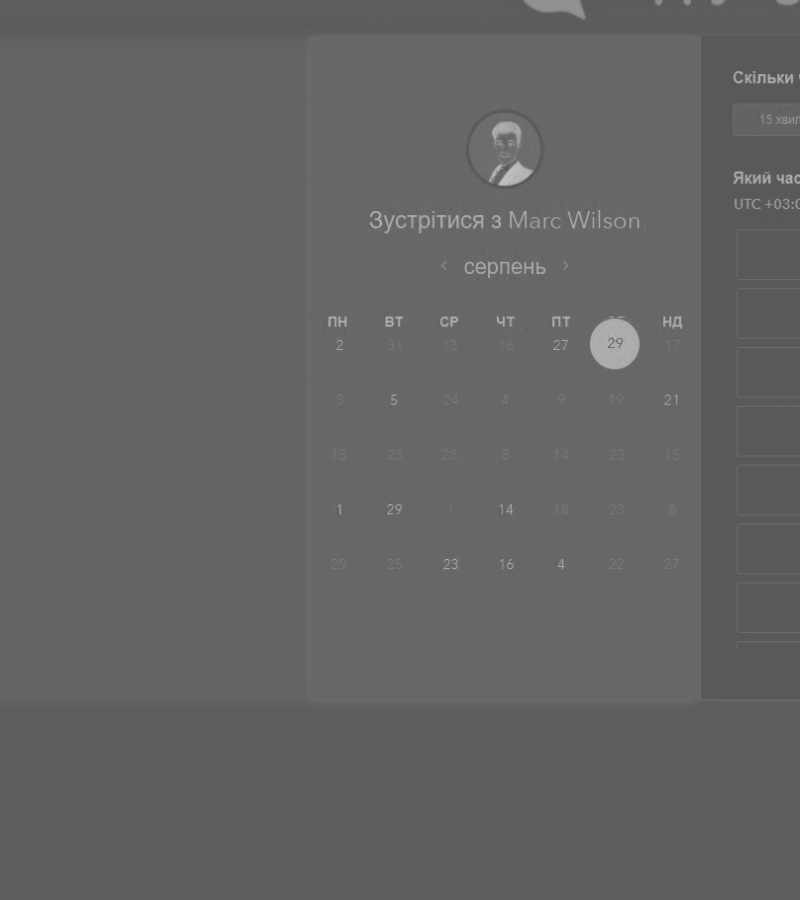 Зустрітися з Marc Wilson
серпень
ПН ВТ СР ЧТ ПТ НД
2 31 13 16 27 29 17
3 5 24 4 9 19 21
13 23 28 8 14 23 15
1 29 1 14 18 23 8
29 25 23 16 4 22 27
Скільки
15 хвил
Який час
UTC +03:0